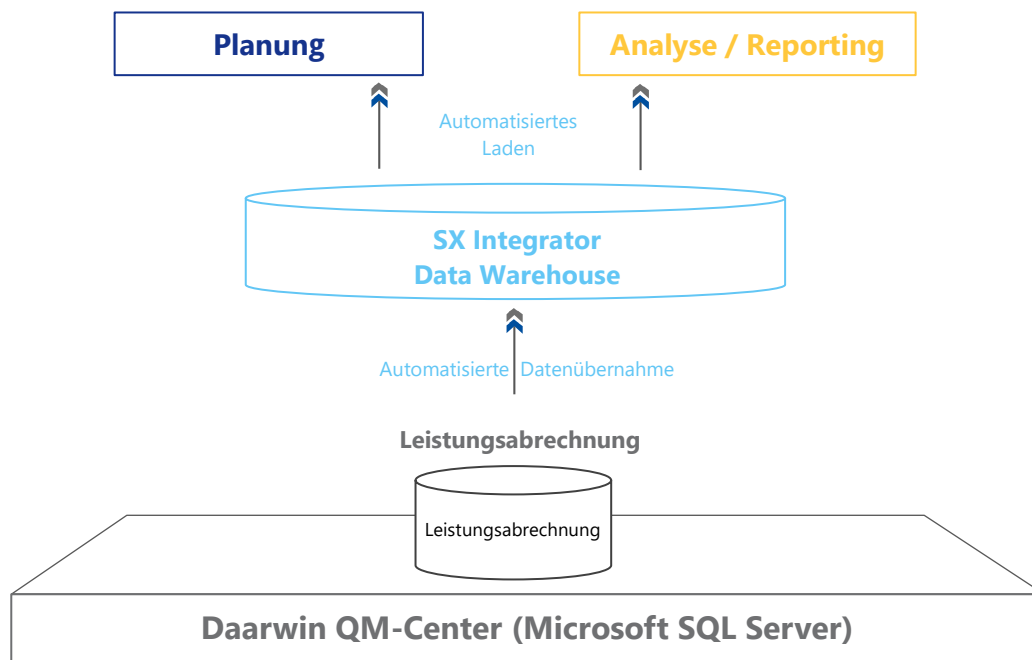 Planung
Analyse / Reporting
Automatisiertes
Laden
SX Integrator
Data Warehouse
Automatisierte Datenübernahme
Leistungsabrechnung
Leistungsabrechnung
Daarwin QM-Center (Microsoft SQL Server)